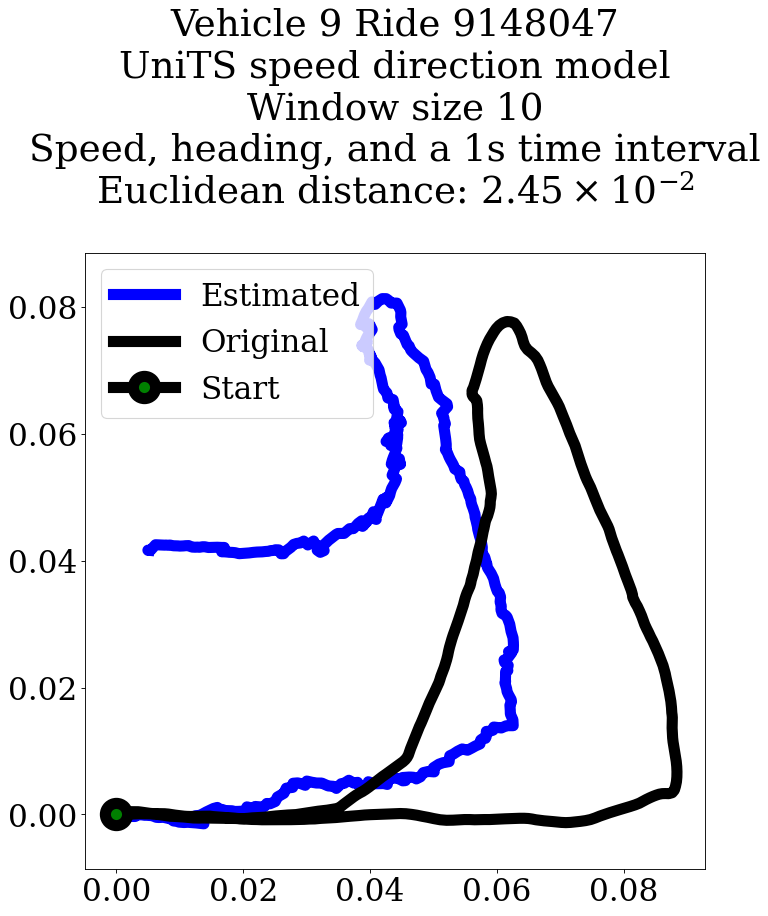 Vehicle 9 Ride 9148047
UniTS speed direction model
Window size 10
Speed, heading, and a 1s time interval
Euclidean distance: 2.45 × 10⁻²
Estimated
Original
Start
0.08
0.06
0.04
0.02
0.00
0.00 0.02 0.04 0.06 0.08